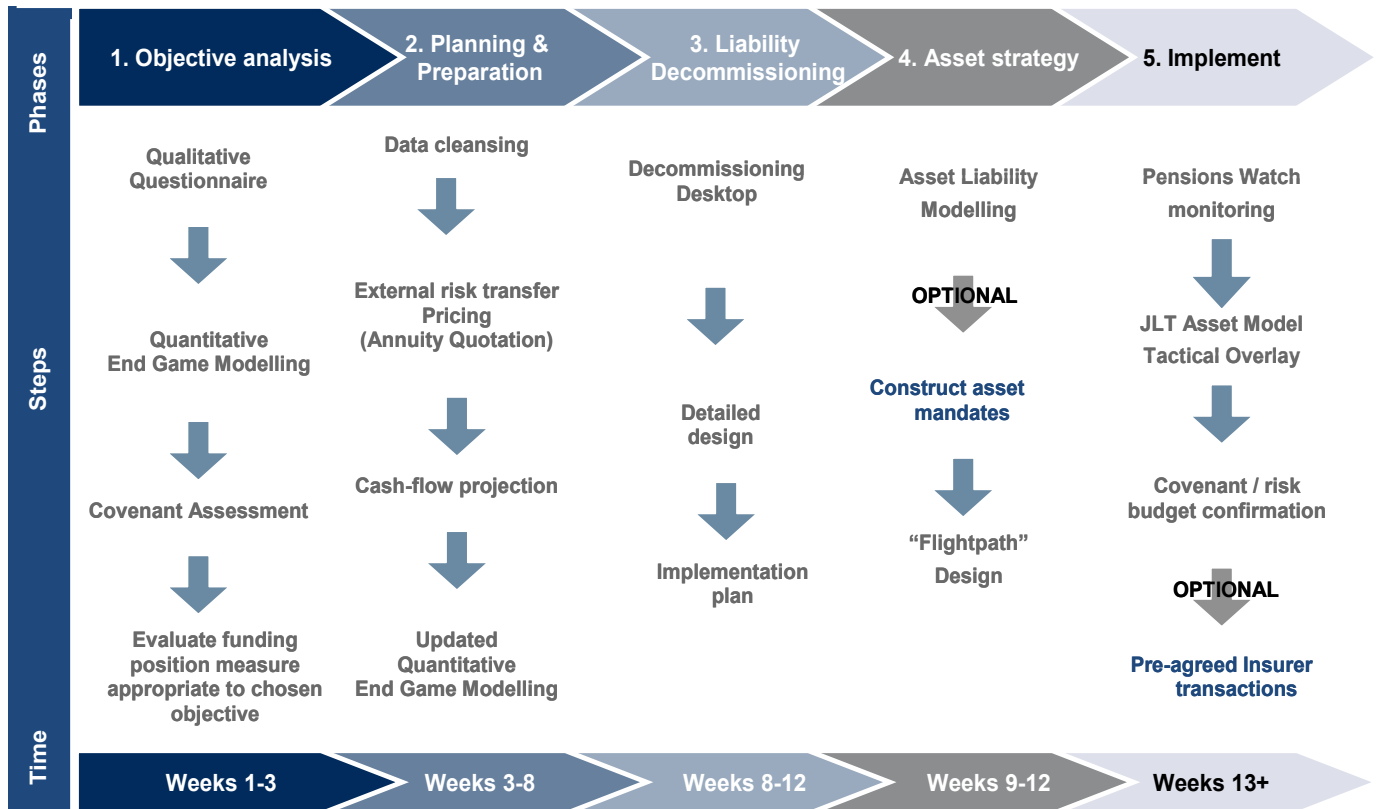 Phases
1. Objective analysis
2. Planning &
Preparation
3. Liability
Decommissioning
4. Asset strategy
5. Implement
Steps
Qualitative
Questionnaire
Quantitative
End Game Modelling
Covenant Assessment
Evaluate funding
position measure
appropriate to chosen
objective
Data cleansing
External risk transfer
Pricing
(Annuity Quotation)
Cash-flow projection
Updated
Quantitative
End Game Modelling
Decommissioning
Desktop
Detailed
design
Implementation
plan
Asset Liability
Modelling
OPTIONAL
Construct asset
mandates
“Flightpath”
Design
Pensions Watch
monitoring
JLT Asset Model
Tactical Overlay
Covenant / risk
budget confirmation
OPTIONAL
Pre-agreed Insurer
transactions
Time
Weeks 1-3
Weeks 3-8
Weeks 8-12
Weeks 9-12
Weeks 13+